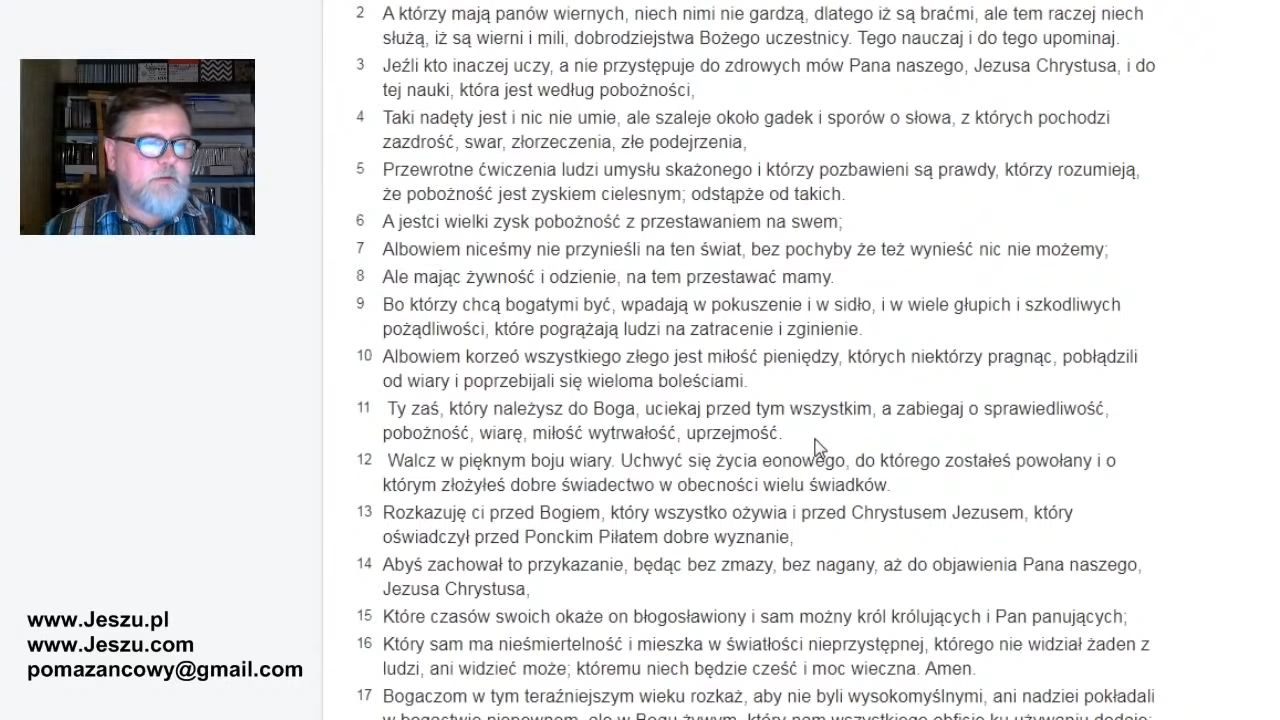 2 A którzy mają panów wiernych, niech nimi nie gardzą, dlatego iż są braćmi, ale tem raczej niech
służą, iż są wierni i mili, dobrodziejstwa Bożego uczestnicy. Tego nauczaj i do tego upominaj.
3 Jeźli kto inaczej uczy, a nie przystępuje do zdrowych mów Pana naszego, Jezusa Chrystusa, i do
tej nauki, która jest według pobożności,
4 Taki nadęty jest i nic nie umie, ale szaleje około gadek i sporów o słowa, z których pochodzi
zazdrość, swar, złorzeczenia, złe podejrzenia,
5 Przewrotne ćwiczenia ludzi umysłu skażonego i którzy pozbawieni są prawdy, którzy rozumieją,
że pobożność jest zyskiem cielesnym; odstąpże od takich.
6 A jestci wielki zysk pobożność z przestawaniem na swem;
7 Albowiem niceśmy nie przynieśli na ten świat, bez pochyby że też wynieść nic nie możemy;
8 Ale mając żywność i odzienie, na tem przestawać mamy.
9 Bo którzy chcą bogatymi być, wpadają w pokuszenie i w sidło, i w wiele głupich i szkodliwych
pożądliwości, które pogrążają ludzi na zatracenie i zginienie.
10 Albowiem korzeó wszystkiego złego jest miłość pieniędzy, których niektórzy pragnąc, pobłądzili
od wiary i poprzebijali się wieloma boleściami.
11 Ty zaś, który należysz do Boga, uciekaj przed tym wszystkim, a zabiegaj o sprawiedliwość,
pobożność, wiarę, miłość wytrwałość, uprzejmość.
12 Walcz w pięknym boju wiary. Uchwyć się życia eonowego, do którego zostałeś powołany i o
którym złożyłeś dobre świadectwo w obecności wielu świadków.
13 Rozkazuję ci przed Bogiem, który wszystko ożywia i przed Chrystusem Jezusem, który
oświadczył przed Ponckim Piłatem dobre wyznanie,
14 Abyś zachował to przykazanie, będąc bez zmazy, bez nagany, aż do objawienia Pana naszego,
Jezusa Chrystusa,
15 Które czasów swoich okaże on błogosławiony i sam możny król królujących i Pan panujących;
16 Który sam ma nieśmiertelność i mieszka w światłości nieprzystępnej, którego nie widział żaden z
ludzi, ani widzieć może; któremu niech będzie cześć i moc wieczna. Amen.
17 Bogaczom w tym teraźniejszym wieku rozkaż, aby nie byli wysokomyślnymi, ani nadziei pokładali
w bogactwie niepewnem, ale w Bogu żywym, który nam wszystkiego obficie ku używaniu dodaje;
www.Jeszu.pl
www.Jeszu.com
pomazancowy@gmail.com